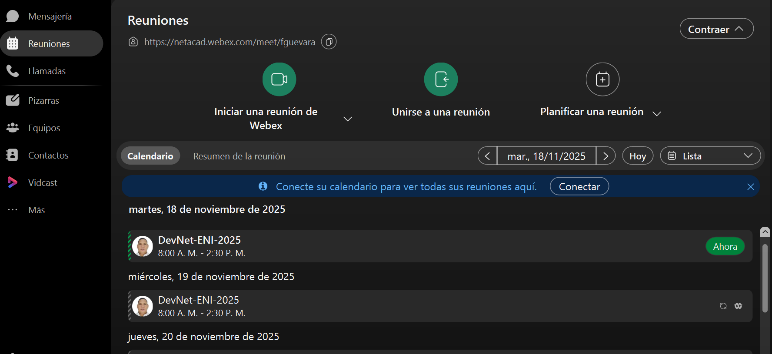 Mensajería
Reuniones
Llamadas
Pizarras
Equipos
Contactos
Vidcast
Más
Reuniones
https://netacad.webex.com/meet/fguevara
Contraer
Iniciar una reunión de
Webex
Unirse a una reunión
Planificar una reunión
Calendario
Resumen de la reunión
mar., 18/11/2025
Hoy
Lista
Conecte su calendario para ver todas sus reuniones aquí.
Conectar
martes, 18 de noviembre de 2025
DevNet-ENI-2025
8:00 A. M. - 2:30 P. M.
Ahora
miércoles, 19 de noviembre de 2025
DevNet-ENI-2025
8:00 A. M. - 2:30 P. M.
jueves, 20 de noviembre de 2025